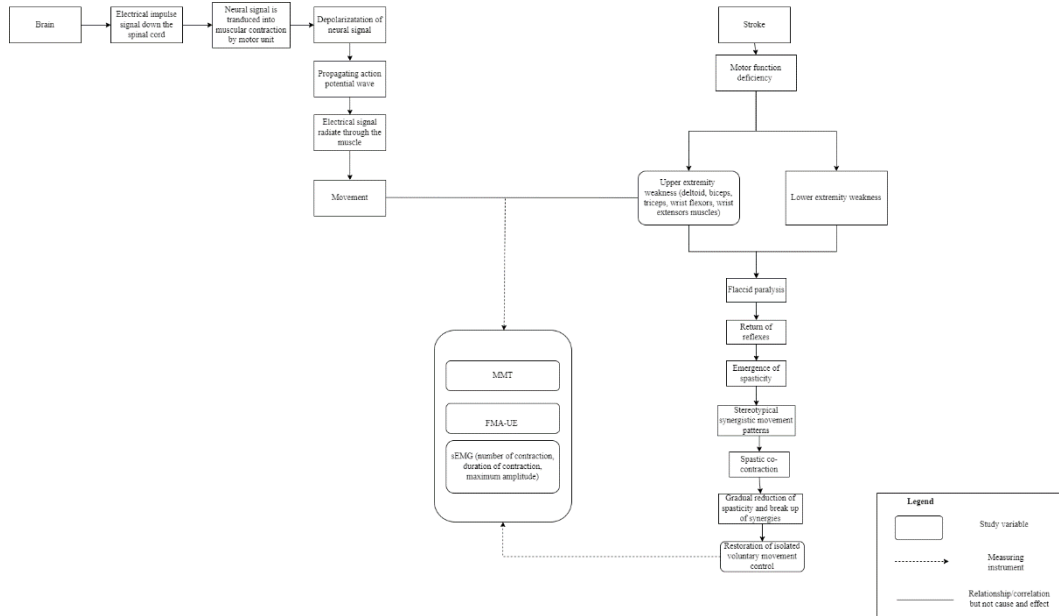 Brain
Electrical impulse
signal down the
spinal cord
Neural signal is
tranduced into
muscular contraction
by motor unit
Depolariztation of
neural signal
Propagating action
potential wave
Electrical signal
radiate through the
muscle
Movement
Stroke
Motor function
deficiency
Upper extremity
weakness (deltoid, biceps,
triceps, wrist flexors, wrist
extensors muscles)
Lower extremity weakness
Flaccid paralysis
Return of
reflexes
Emergence of
spasticity
Stereotypical
synergistic movement
patterns
Spastic co-
contraction
Gradual reduction of
spasticity and break up
of synergies
Restoration of isolated
voluntary movement
control
MMT
FMA-UE
sEMG (number of contraction,
duration of contraction,
maximum amplitude)
Legend
Study variable
Measuring
instrument
Relationship/correlation
but not cause and effect